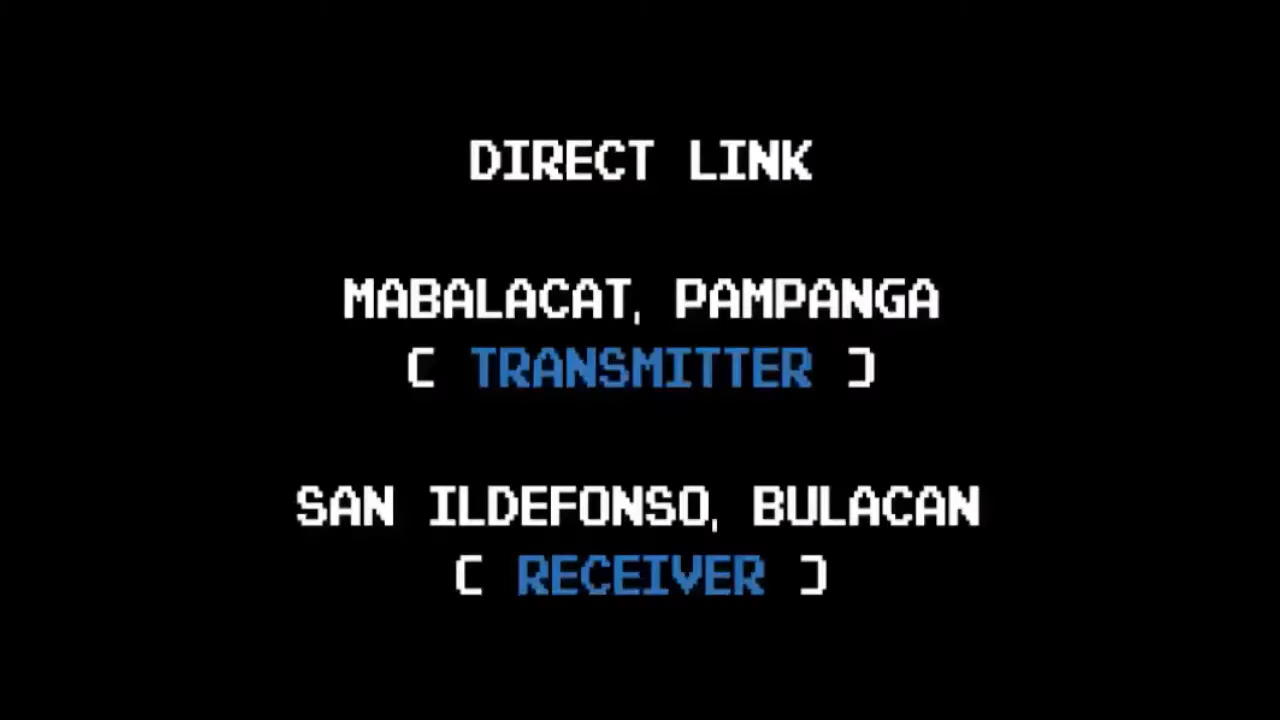 DIRECT LINK
MABALACAT, PAMPANGA
( TRANSMITTER )
SAN ILDEFONSO, BULACAN
( RECEIVER )